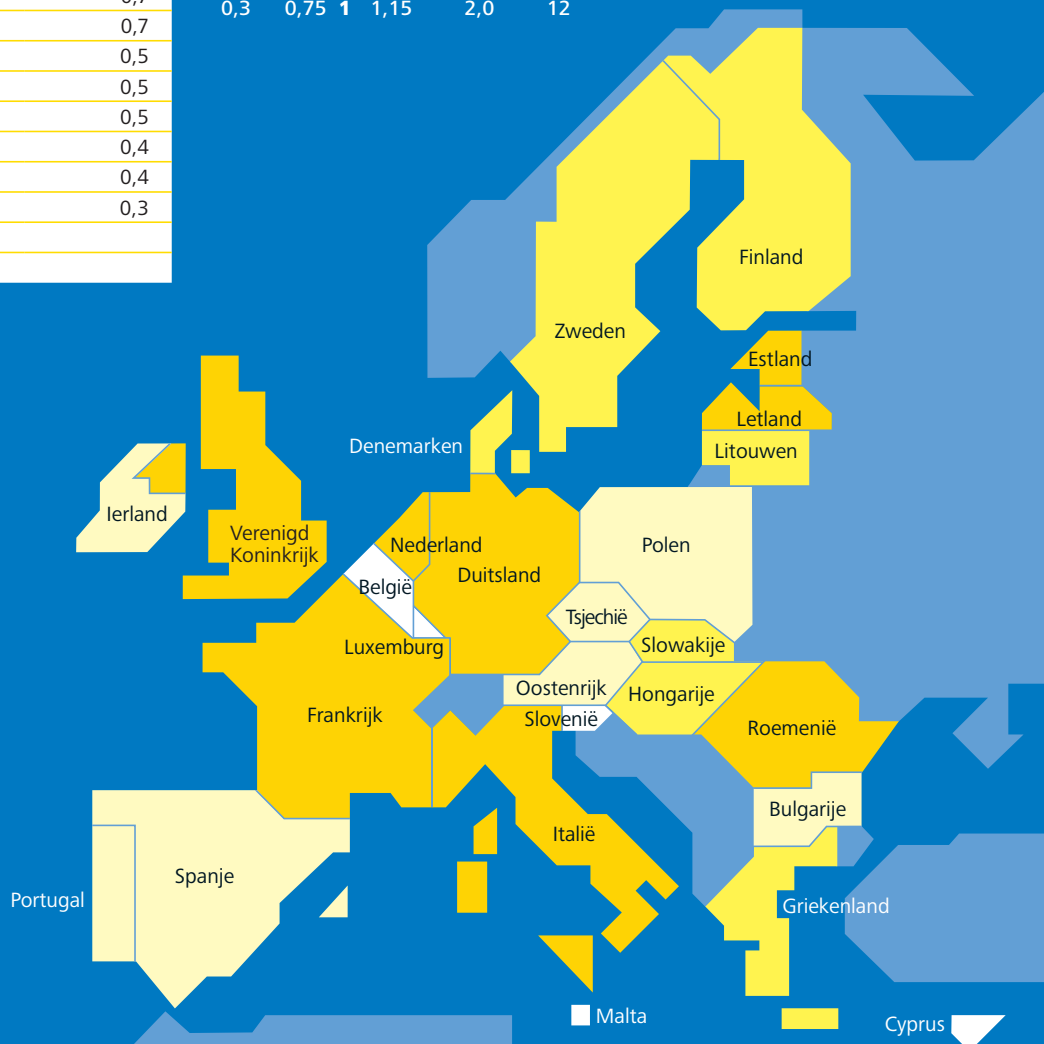 0,3 0,75 1 1,15 2,0 12
0,7
0,5
0,5
0,5
0,4
0,4
0,3
Finland
Zweden
Estland
Letland
Denemarken
Litouwen
Ierland
Verenigd
Koninkrijk
Nederland
Polen
Duitsland
België
Tsjechië
Luxemburg
Slowakije
Oostenrijk
Hongarije
Frankrijk
Slovenië
Roemenië
Bulgarije
Italië
Spanje
Portugal
Griekenland
Malta
Cyprus